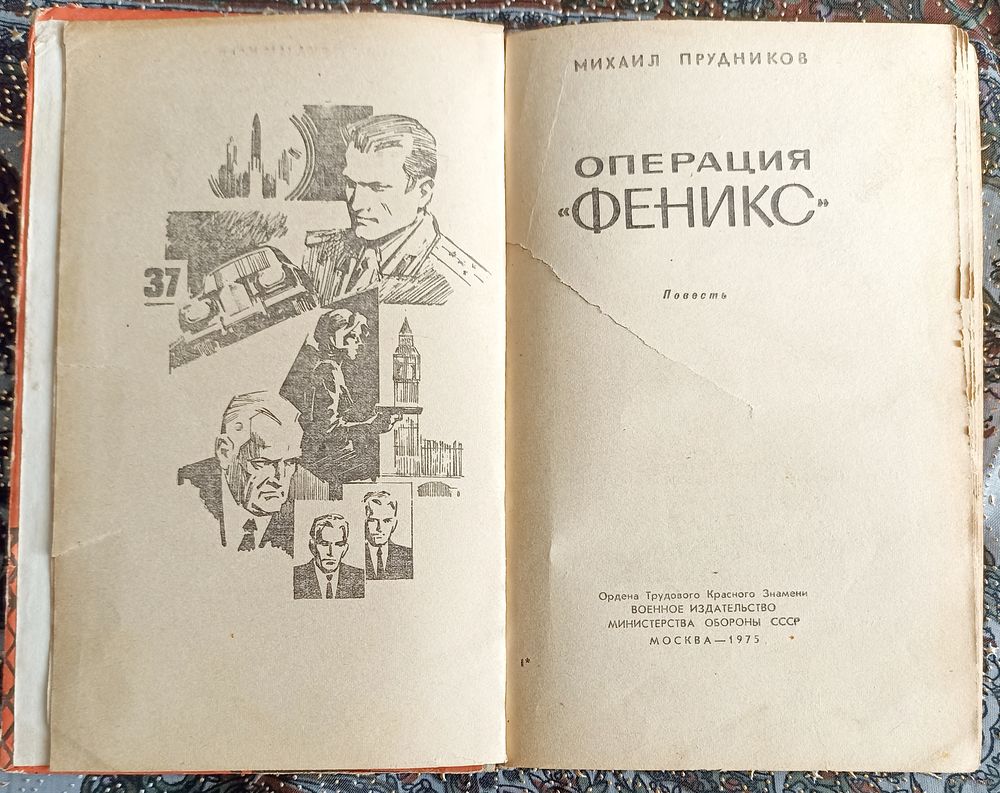 37
МИХАИЛ ПРУДНИКОВ
ОПЕРАЦИЯ
«ФЕНИКС»
Повесть
Ордена Трудового Красного Знамени
ВОЕННОЕ ИЗДАТЕЛЬСТВО
МИНИСТЕРСТВА ОБОРОНЫ СССР
МОСКВА—1975
1*